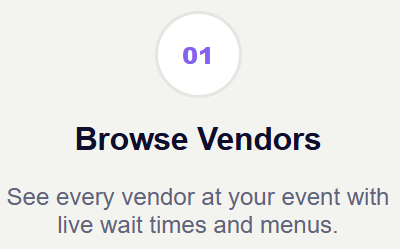 01
Browse Vendors
See every vendor at your event with
live wait times and menus.